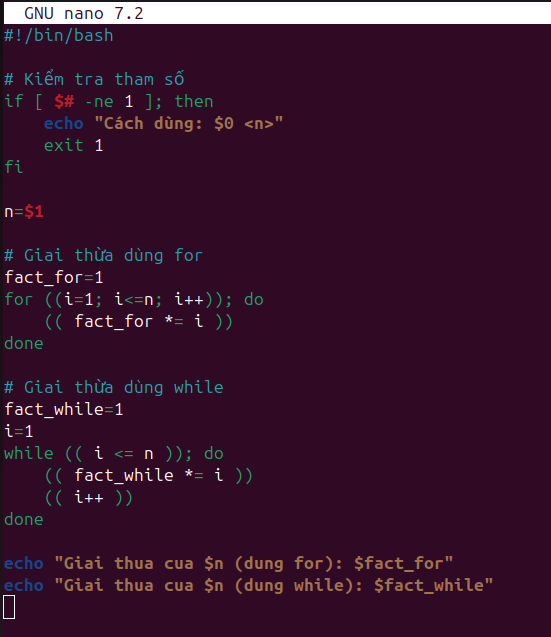 GNU nano 7.2
#!/bin/bash
# Kiểm tra tham số
if [ $# -ne 1 ]; then
    echo "Cách dùng: $0 <n>"
    exit 1
fi
n=$1
# Giai thừa dùng for
fact_for=1
for ((i=1; i<=n; i++)); do
    (( fact_for *= i ))
done
# Giai thừa dùng while
fact_while=1
i=1
while (( i <= n )); do
    (( fact_while *= i ))
    (( i++ ))
done
echo "Giai thua cua $n (dung for): $fact_for"
echo "Giai thua cua $n (dung while): $fact_while"